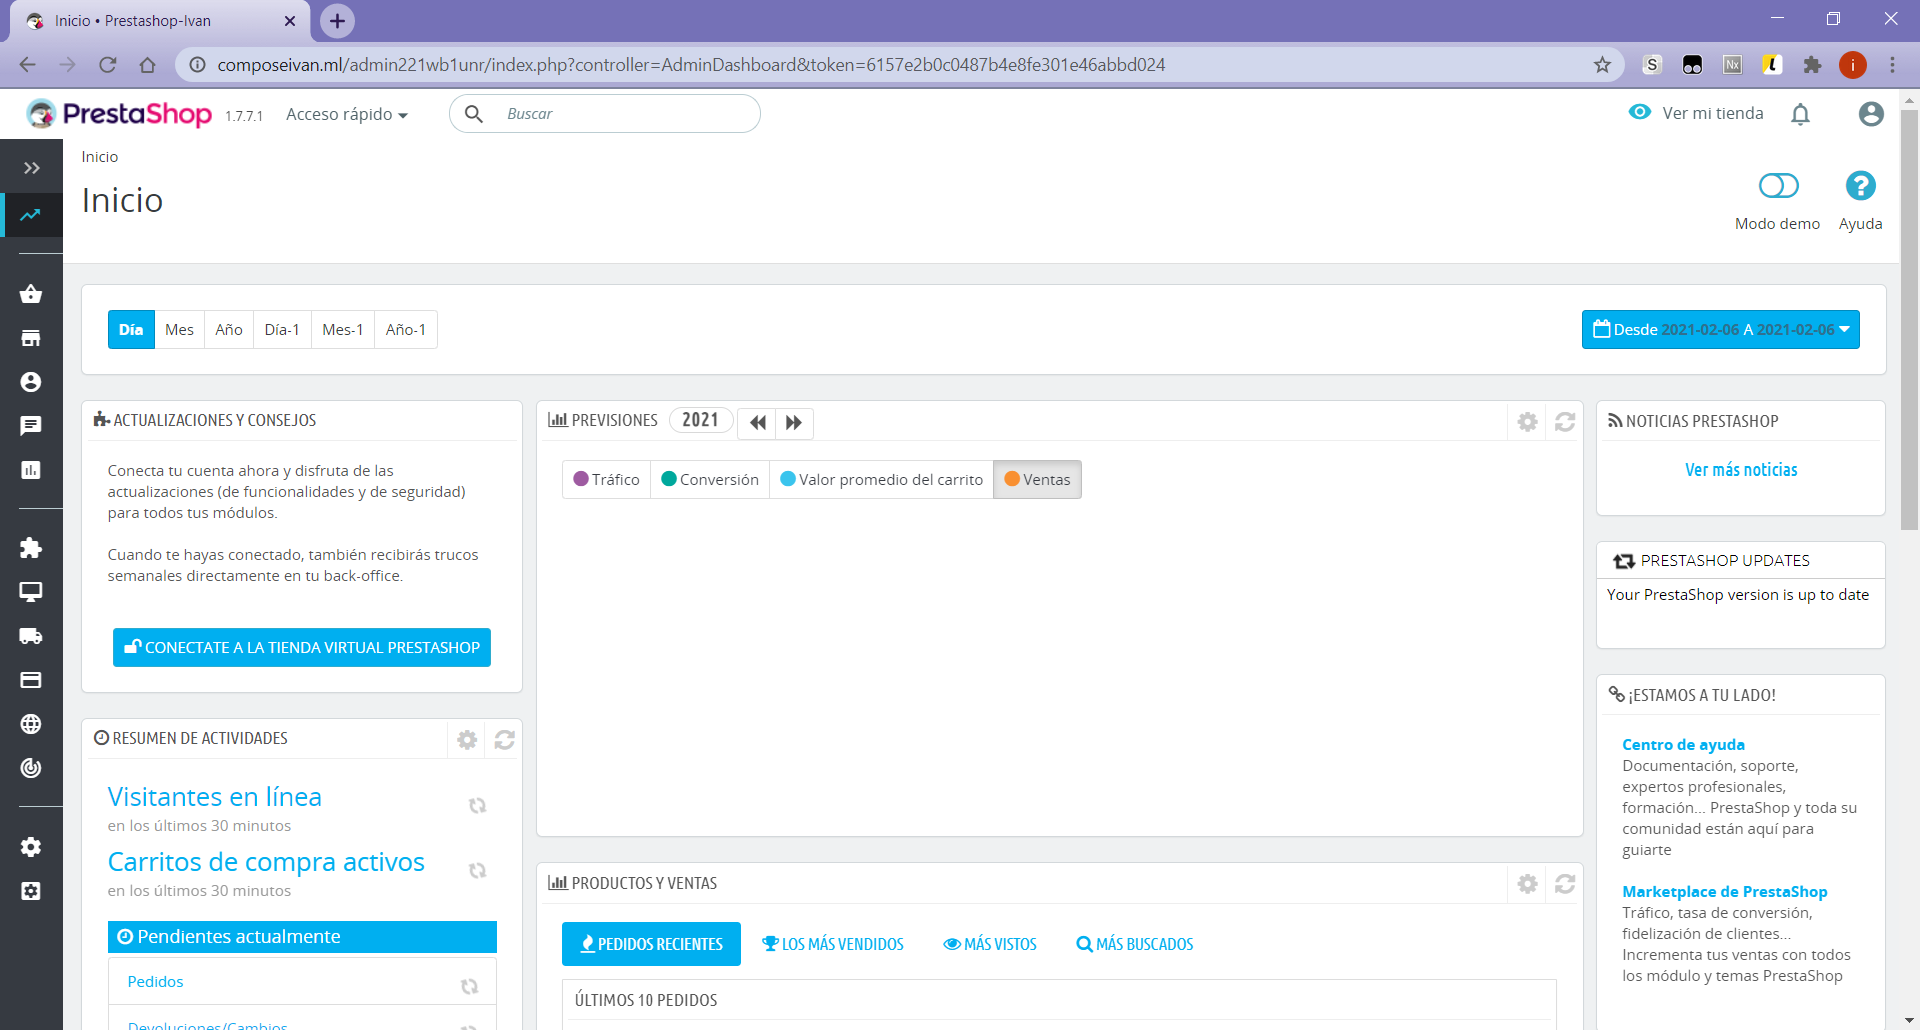 Inicio • Prestashop-Ivan
composeivan.ml/admin221wb1unr/index.php?controller=AdminDashboard&token=6157e2b0c0487b4e8fe301e46abbd024
S
Nx
i
PrestaShop 1.7.7.1 Acceso rápido
Buscar
Ver mi tienda
Inicio
Inicio
Modo demo
Ayuda
Día Mes Año Día-1 Mes-1 Año-1
Desde 2021-02-06 A 2021-02-06
ACTUALIZACIONES Y CONSEJOS
Conecta tu cuenta ahora y disfruta de las
actualizaciones (de funcionalidades y de seguridad)
para todos tus módulos.
Cuando te hayas conectado, también recibirás trucos
semanales directamente en tu back-office.
CONECTATE A LA TIENDA VIRTUAL PRESTASHOP
RESUMEN DE ACTIVIDADES
Visitantes en línea
en los últimos 30 minutos
Carritos de compra activos
en los últimos 30 minutos
Pendientes actualmente
Pedidos
Devoluciones/Cambios
PREVISIONES 2021
Tráfico Conversión Valor promedio del carrito Ventas
PRODUCTOS Y VENTAS
PEDIDOS RECIENTES LOS MÁS VENDIDOS MÁS VISTOS MÁS BUSCADOS
ÚLTIMOS 10 PEDIDOS
NOTICIAS PRESTASHOP
Ver más noticias
PRESTASHOP UPDATES
Your PrestaShop version is up to date
¡ESTAMOS A TU LADO!
Centro de ayuda
Documentación, soporte,
expertos profesionales,
formación... PrestaShop y toda su
comunidad están aquí para
guiarte
Marketplace de PrestaShop
Tráfico, tasa de conversión,
fidelización de clientes...
Incrementa tus ventas con todos
los módulo y temas PrestaShop